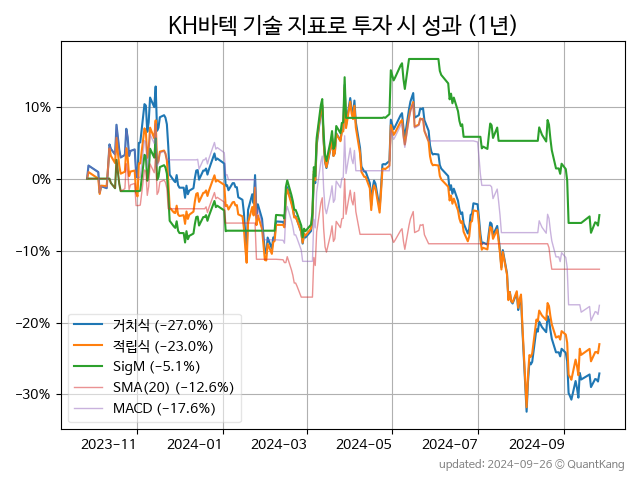 KH바텍 기술 지표로 투자 시 성과 (1년)
10%
0%
−10%
−20%
−30%
거치식 (−27.0%)
적립식 (−23.0%)
SigM (−5.1%)
SMA(20) (−12.6%)
MACD (−17.6%)
2023-11 2024-01 2024-03 2024-05 2024-07 2024-09
updated: 2024-09-26 © QuantKang